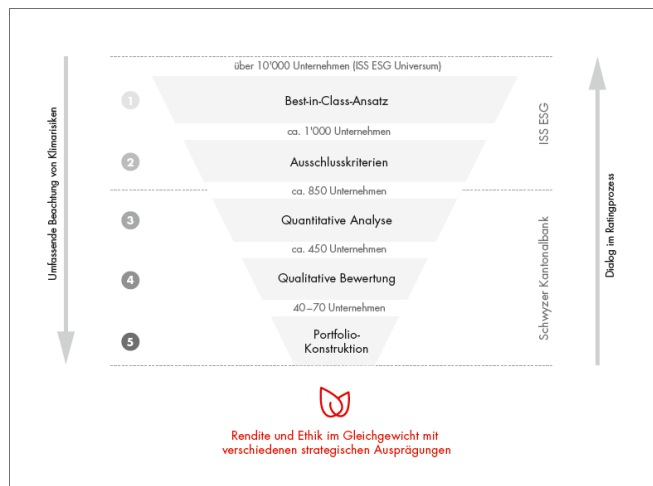 über 10'000 Unternehmen (ISS ESG Universum)
1
Best-in-Class-Ansatz
ca. 1'000 Unternehmen
2
Ausschlusskriterien
ca. 850 Unternehmen
3
Quantitative Analyse
ca. 450 Unternehmen
4
Qualitative Bewertung
40–70 Unternehmen
5
Portfolio-
Konstruktion
Umfassende Beachtung von Klimarisiken
ISS ESG
Schwyzer Kantonalbank
Dialog im Ratingprozess
Rendite und Ethik im Gleichgewicht mit
verschiedenen strategischen Ausprägungen